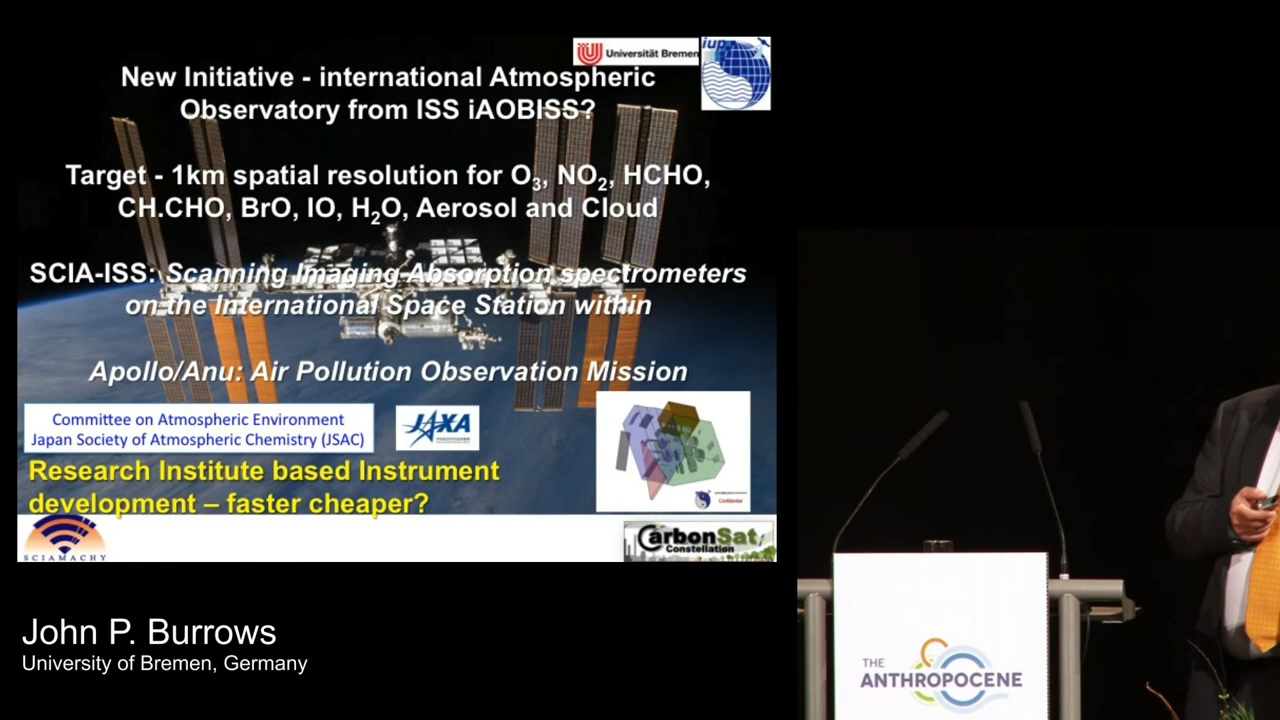 Universität Bremen
iup
New Initiative - international Atmospheric
Observatory from ISS iAOBISS?
Target - 1km spatial resolution for O₃, NO₂, HCHO,
CH.CHO, BrO, IO, H₂O, Aerosol and Cloud
SCIA-ISS: Scanning Imaging Absorption spectrometers
on the International Space Station within
Apollo/Anu: Air Pollution Observation Mission
Committee on Atmospheric Environment
Japan Society of Atmospheric Chemistry (JSAC)
JAXA
Confidential
Research Institute based Instrument
development – faster cheaper?
SCIAMACHY
CarbonSat
Constellation
John P. Burrows
University of Bremen, Germany
THE
ANTHROPOCENE